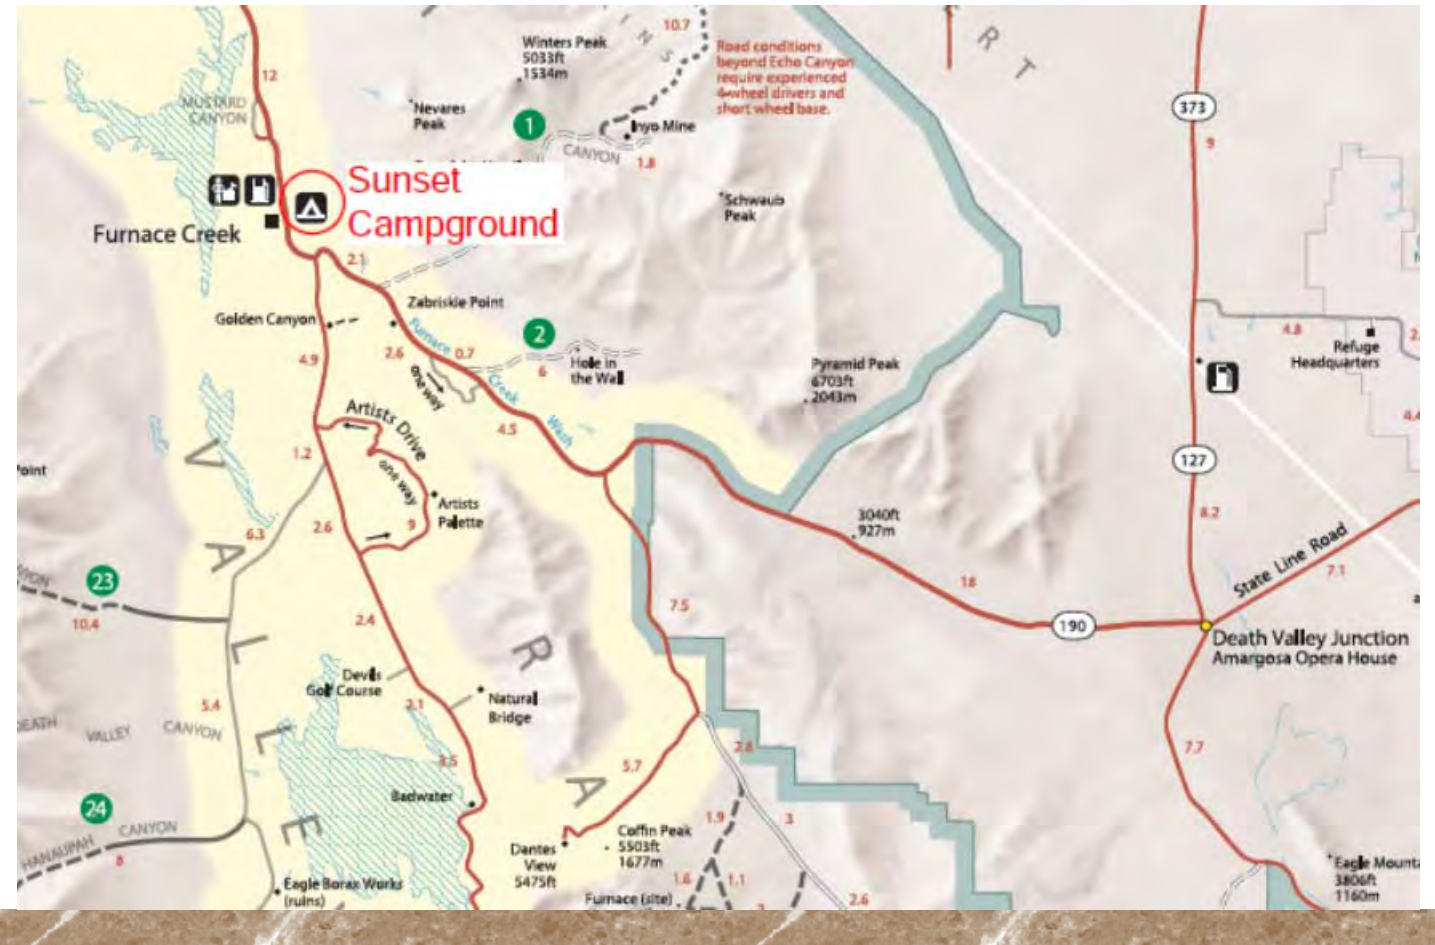 10.7
Winters Peak
5033ft
1534m
Road conditions
beyond Echo Canyon
require experienced
4-wheel drivers and
short wheel base.
R T
N S
12
MUSTARD
CANYON
Nevares
Peak
1
Inyo Mine
CANYON
1.8
373
9
Sunset
Campground
Schwaub
Peak
Furnace Creek
2.1
Zabriskie Point
Golden Canyon
2
4.9
2.6
0.7
Furnace
Creek
Wash
6
Hole in
the Wall
one way
4.5
Pyramid Peak
6703ft
2043m
4.8
Refuge
Headquarters
4.4
Artists Drive
one way
1.2
V
Point
127
Artists
Palette
9
2.6
6.3
3040ft
927m
8.2
A
23
10.4
State Line Road
7.1
18
190
7.5
2.4
Death Valley Junction
Amargosa Opera House
L
R
Devils
Golf Course
Natural
Bridge
2.1
5.4
DEATH
VALLEY
CANYON
L
2.8
7.7
3.5
5.7
A
Badwater
24
HANAUPAH
CANYON
8
E
1.9
3
Coffin Peak
5503ft
1677m
Dantes
View
5475ft
1.6
1.1
Eagle Borax Works
(ruins)
Furnace (site)
2.6
Eagle Mounta
3806ft
1160m